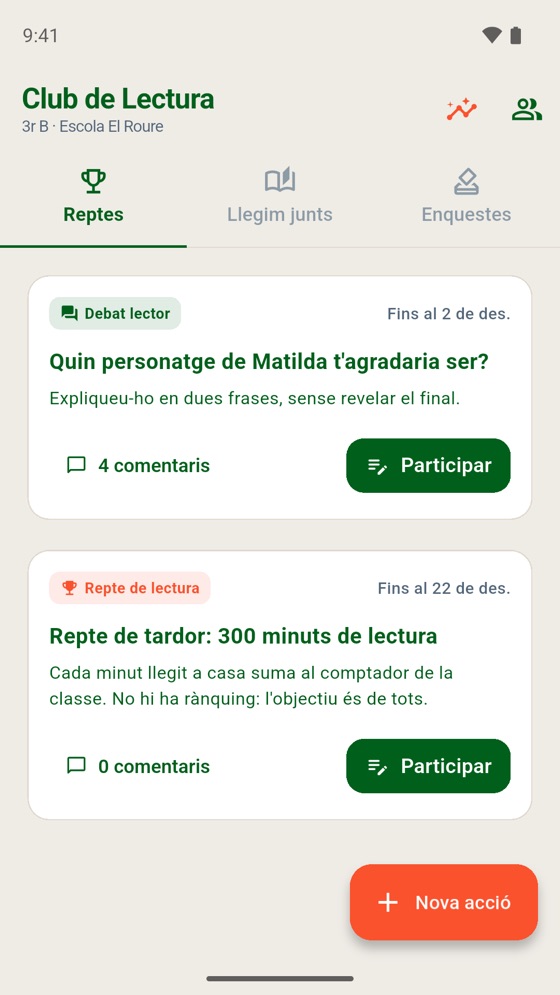 9:41
Club de Lectura
3r B · Escola El Roure
Reptes
Llegim junts
Enquestes
Debat lector
Fins al 2 de des.
Quin personatge de Matilda t'agradaria ser?
Expliqueu-ho en dues frases, sense revelar el final.
4 comentaris
Participar
Repte de lectura
Fins al 22 de des.
Repte de tardor: 300 minuts de lectura
Cada minut llegit a casa suma al comptador de la
classe. No hi ha rànquing: l'objectiu és de tots.
0 comentaris
Participar
Nova acció